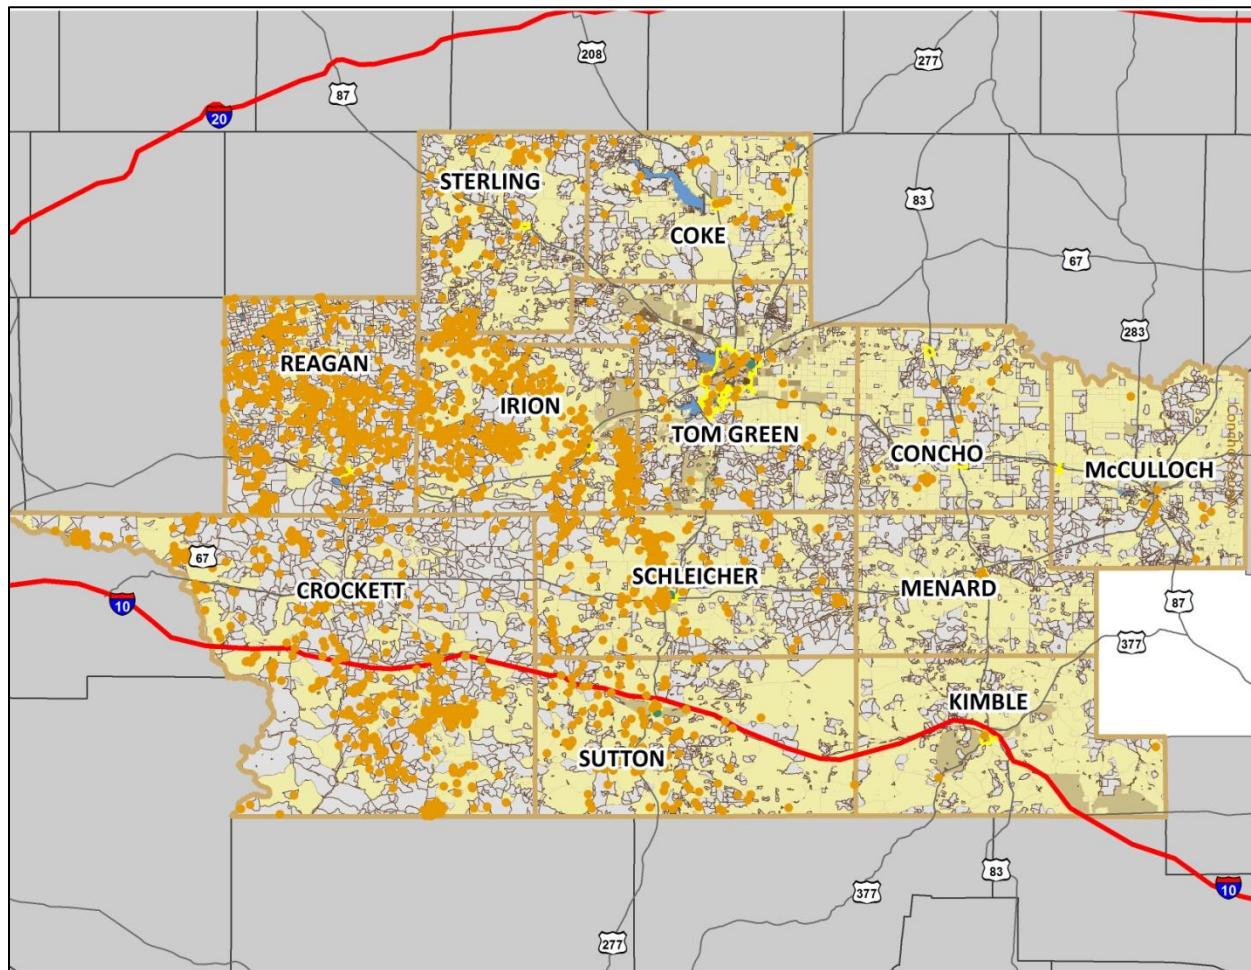 208
277
87
20
STERLING
83
COKE
67
283
REAGAN
IRION
TOM GREEN
CONCHO
McCULLOCH
67
CROCKETT
SCHLEICHER
MENARD
10
87
377
KIMBLE
SUTTON
83
377
10
277